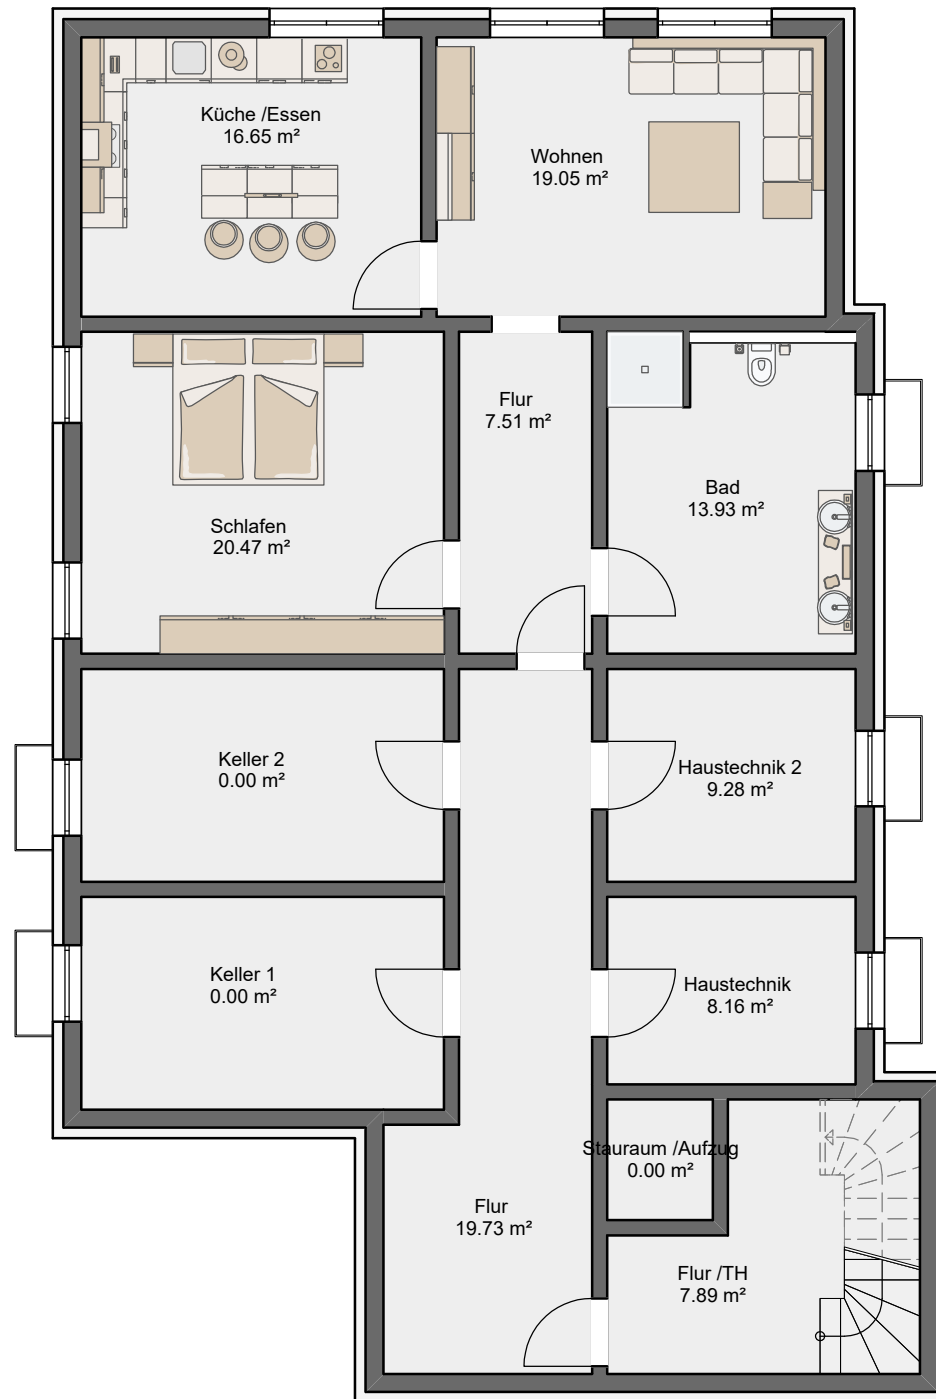 Küche /Essen
16.65 m²
Wohnen
19.05 m²
Flur
7.51 m²
Bad
13.93 m²
Schlafen
20.47 m²
Keller 2
0.00 m²
Haustechnik 2
9.28 m²
Keller 1
0.00 m²
Haustechnik
8.16 m²
Stauraum /Aufzug
0.00 m²
Flur
19.73 m²
Flur /TH
7.89 m²